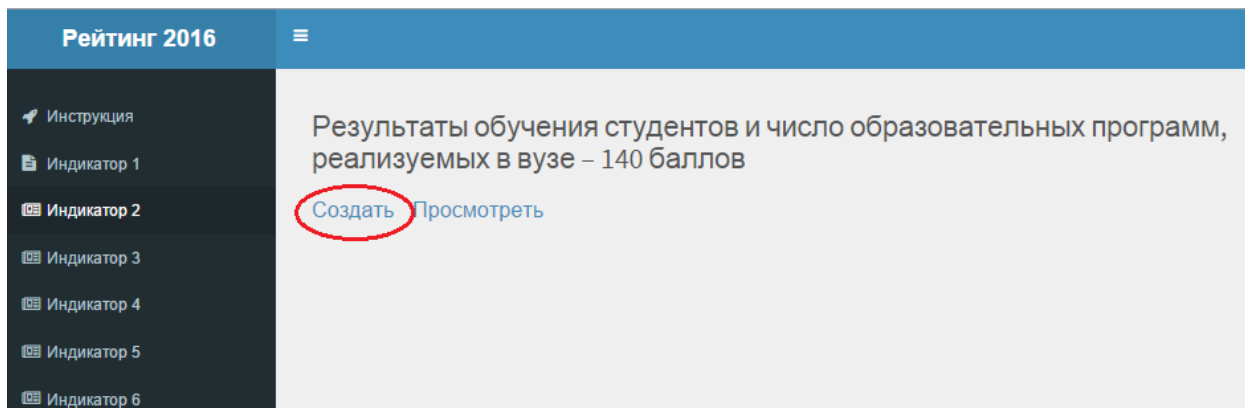 Рейтинг 2016
Инструкция
Индикатор 1
Индикатор 2
Индикатор 3
Индикатор 4
Индикатор 5
Индикатор 6
Результаты обучения студентов и число образовательных программ,
реализуемых в вузе – 140 баллов
Создать Просмотреть